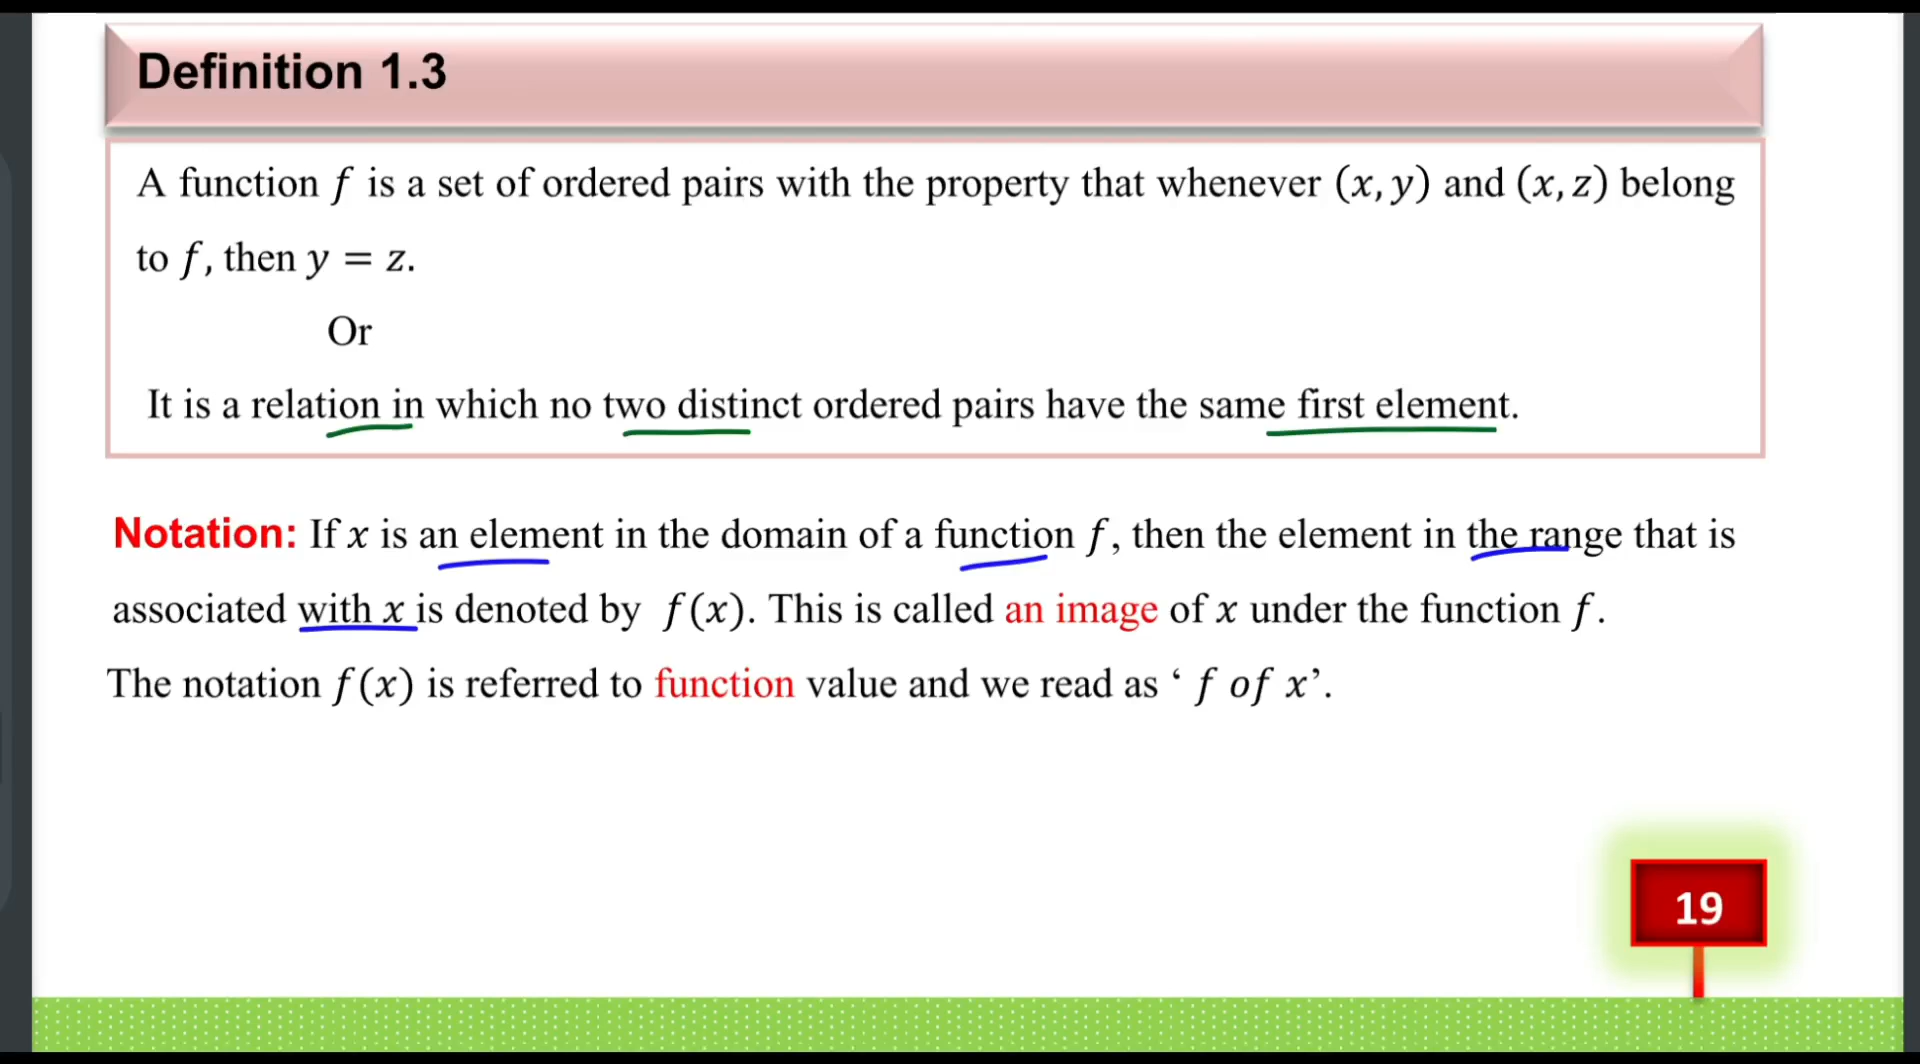 Definition 1.3
A function f is a set of ordered pairs with the property that whenever (x, y) and (x, z) belong
to f, then y = z.
Or
It is a relation in which no two distinct ordered pairs have the same first element.
Notation: If x is an element in the domain of a function f, then the element in the range that is
associated with x is denoted by f(x). This is called an image of x under the function f.
The notation f(x) is referred to function value and we read as ‘ f of x’.
19